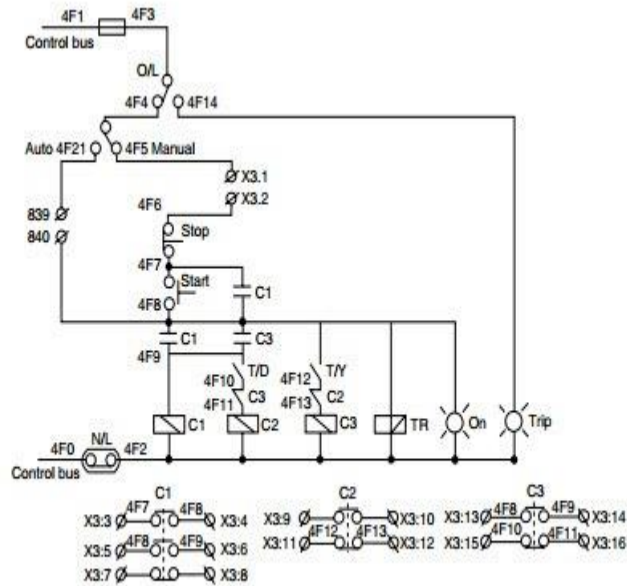 4F1 4F3
Control bus
O/L
4F4 4F14
Auto 4F21 4F5 Manual
X3.1
X3.2
839
840
4F6
Stop
4F7
Start
C1
4F8
C1 C3
4F9
4F10 T/D 4F12 T/Y
4F11 C3 4F13 C2
C1 C2 C3 TR On Trip
4F0 N/L 4F2
Control bus
C1 C2 C3
X3:3 4F7 4F8 X3:4
X3:5 4F8 4F9 X3:6
X3:7 X3:8
X3:9 X3:10
X3:11 4F12 4F13 X3:12
X3:13 4F8 4F9 X3:14
X3:15 4F10 4F11 X3:16